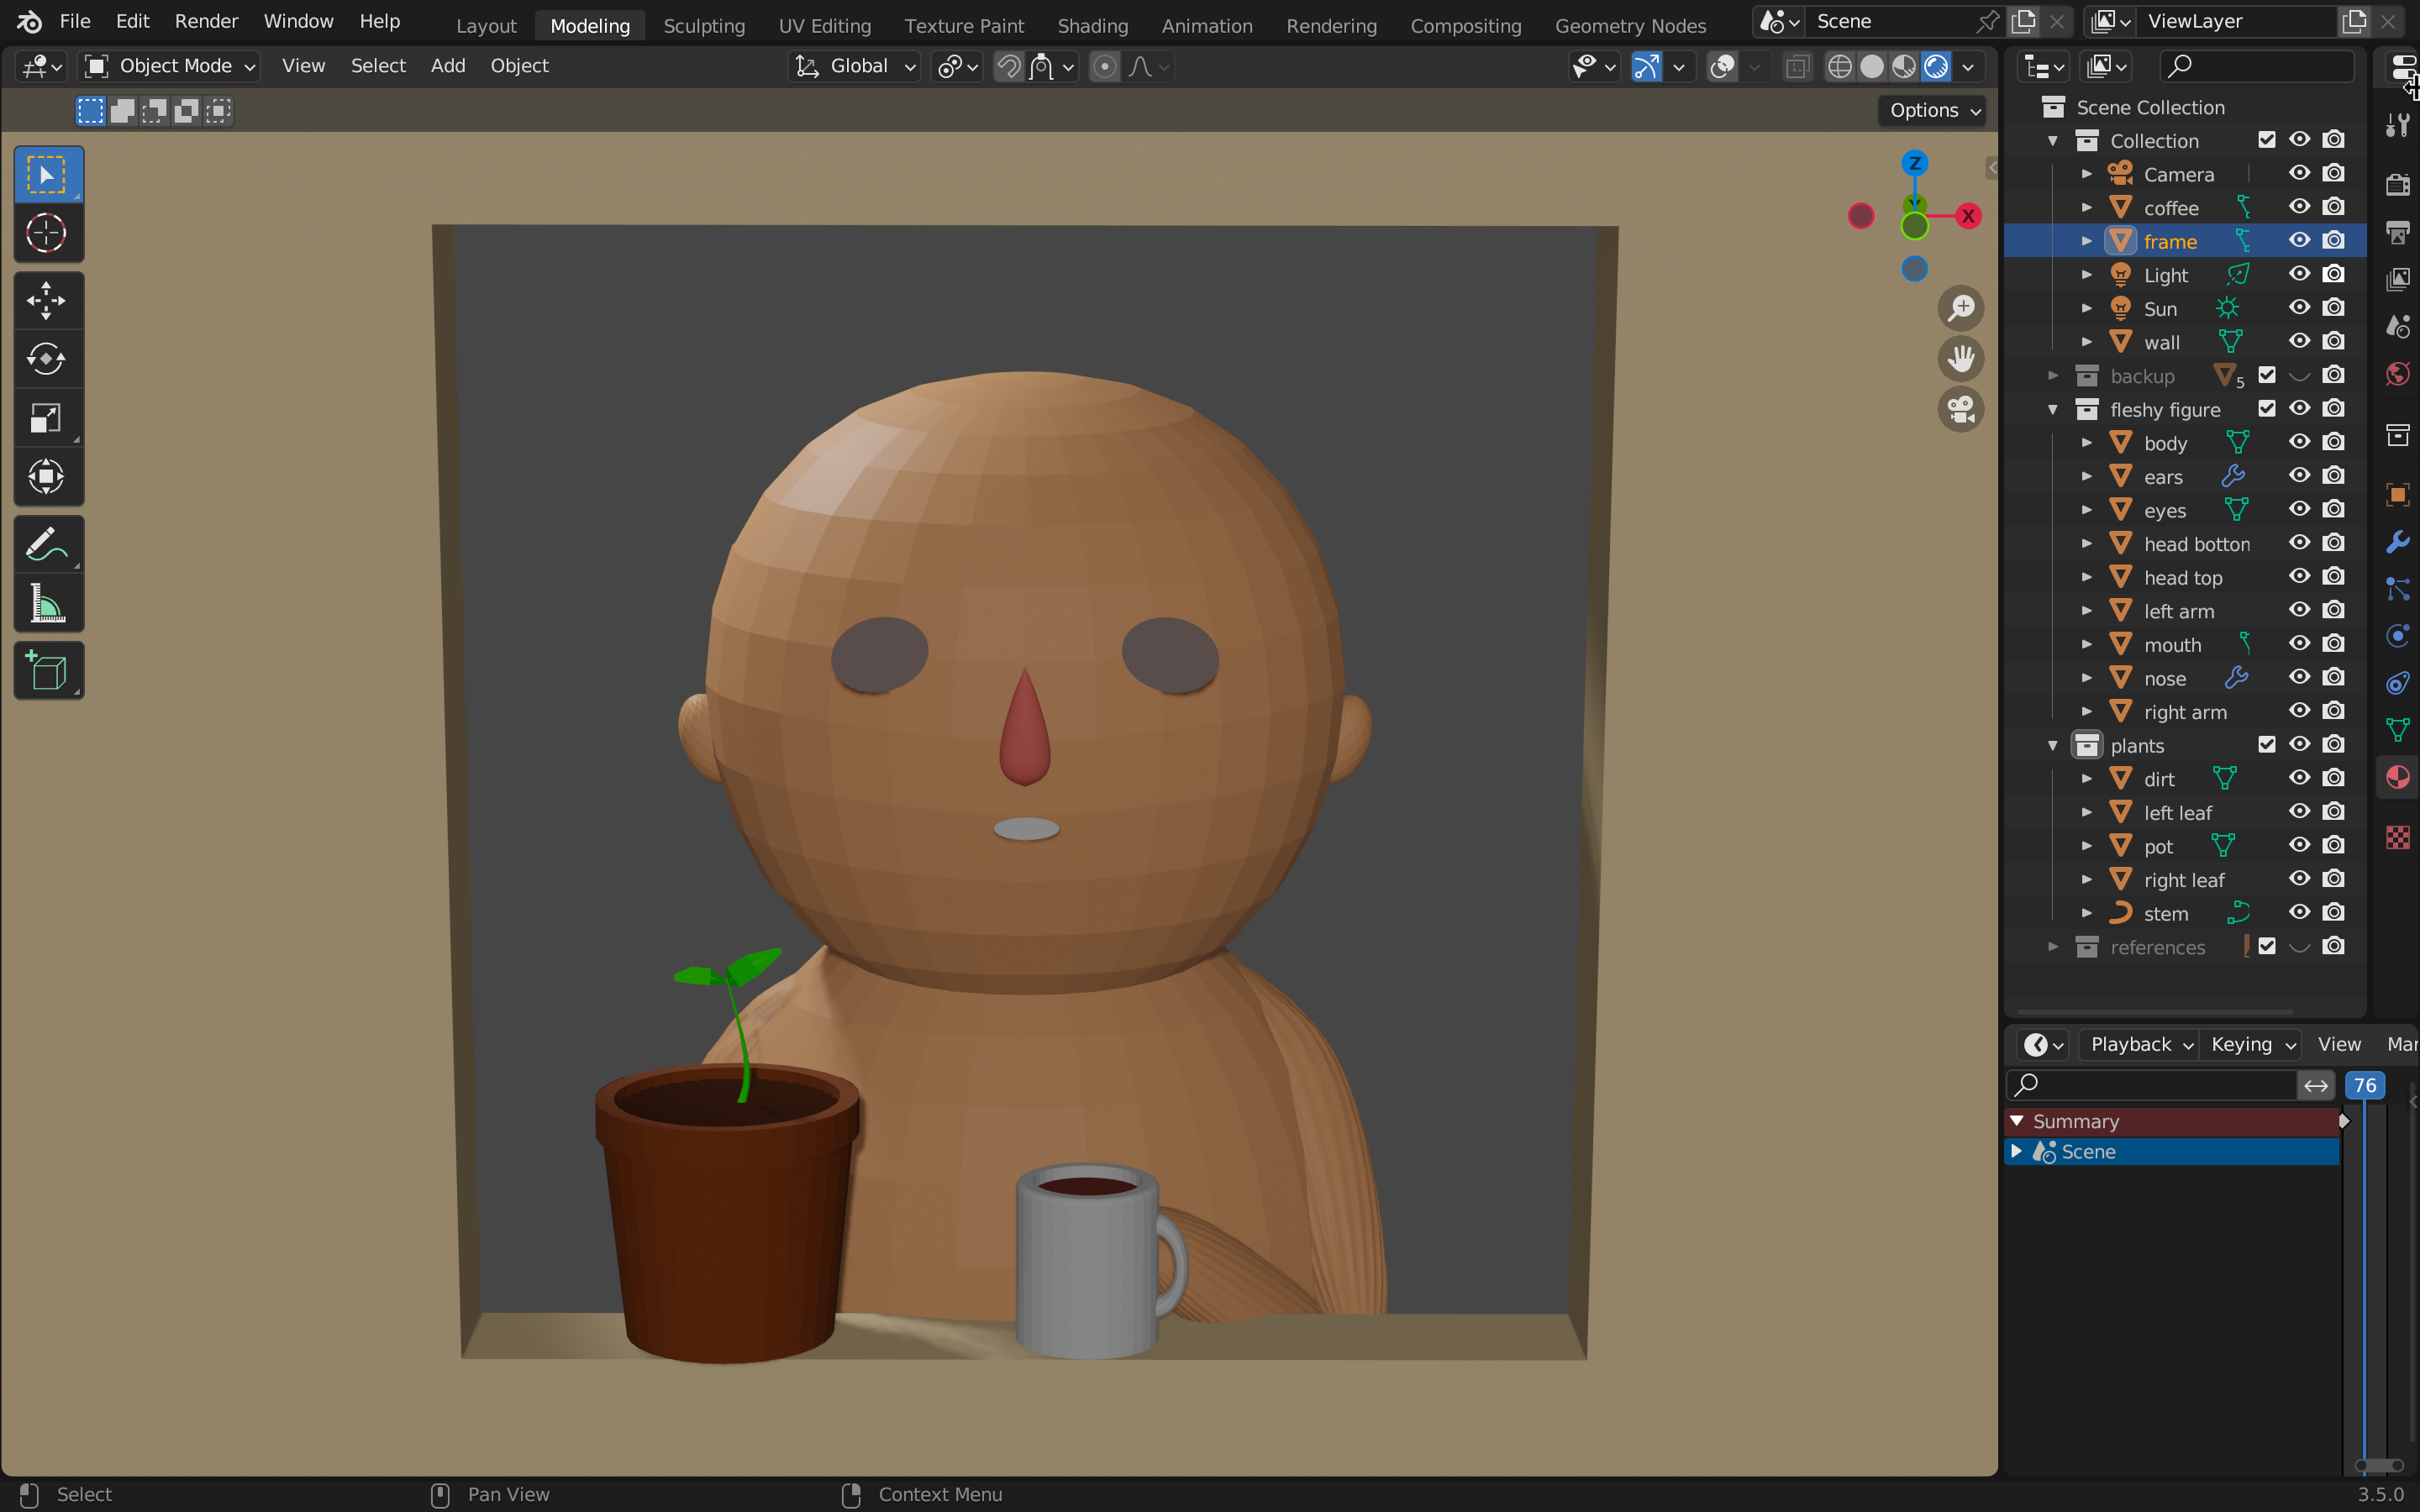 File Edit Render Window Help Layout Modeling Sculpting UV Editing Texture Paint Shading Animation Rendering Compositing Geometry Nodes Scene ViewLayer
Object Mode View Select Add Object Global
Options
Z
Y
X
Scene Collection
Collection
Camera
coffee
frame
Light
Sun
wall
backup 5
fleshy figure
body
ears
eyes
head botton
head top
left arm
mouth
nose
right arm
plants
dirt
left leaf
pot
right leaf
stem
references
Playback Keying View Mar
76
Summary
Scene
Select Pan View Context Menu 3.5.0